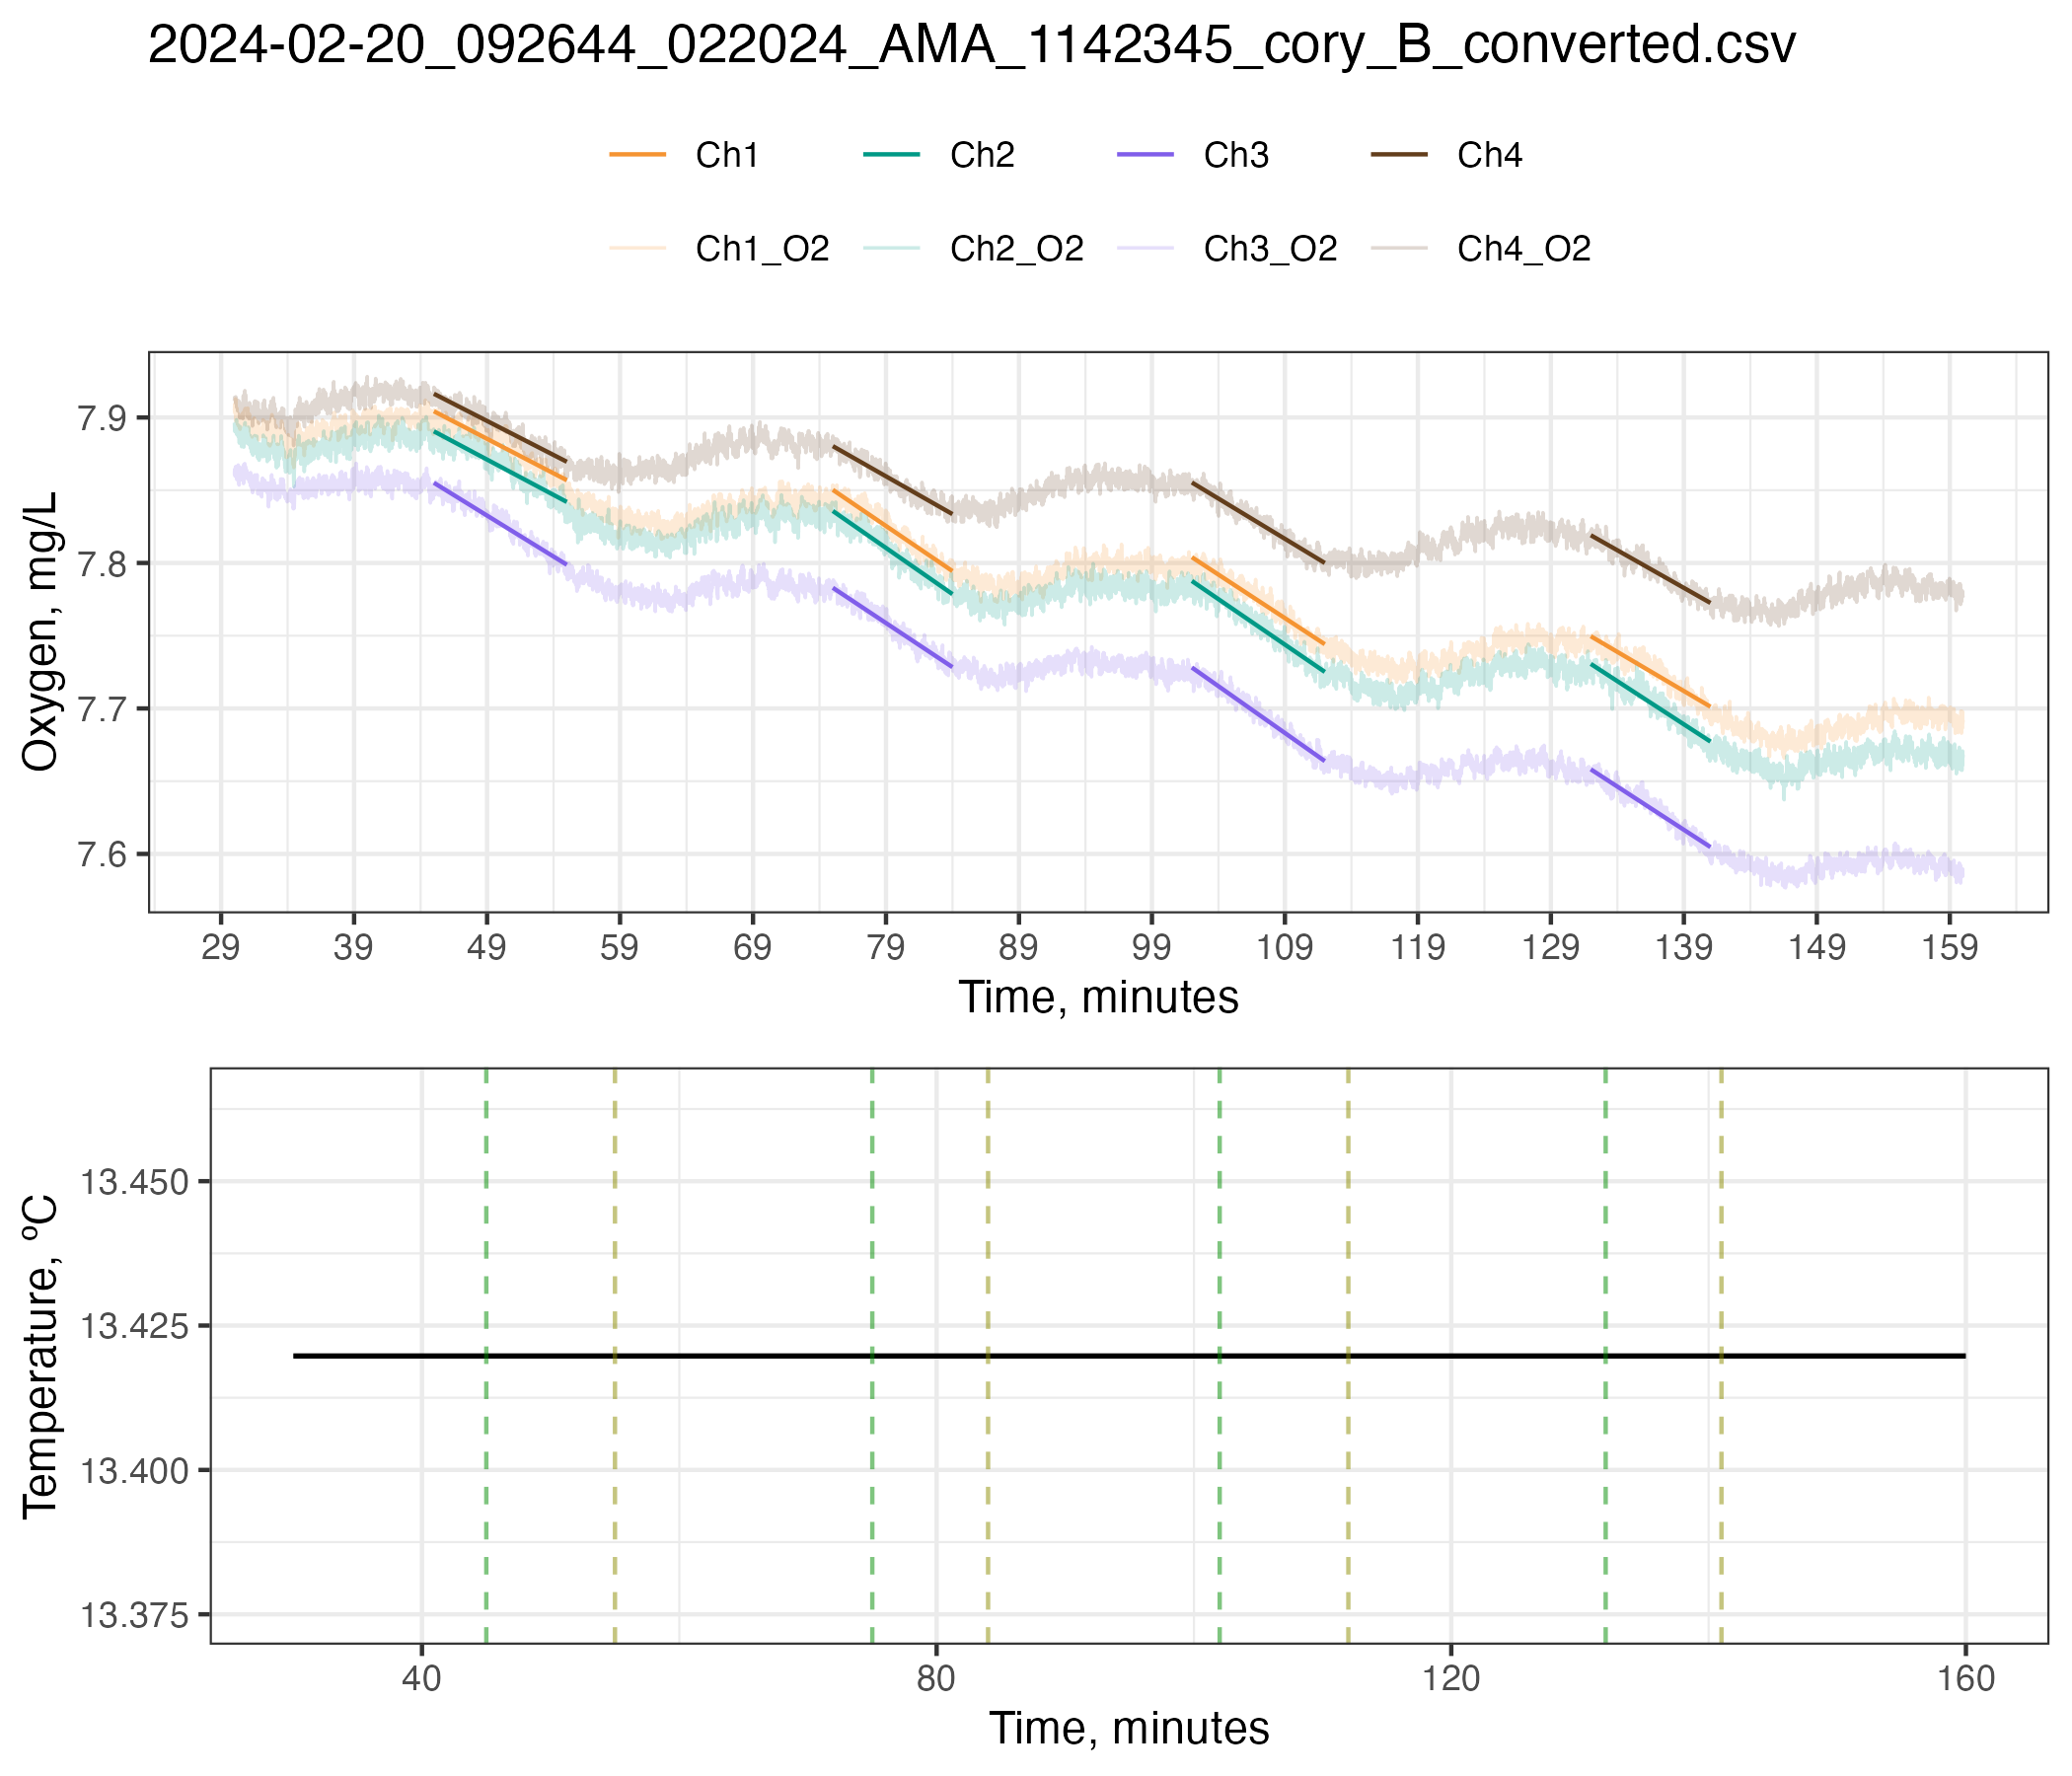 2024-02-20_092644_022024_AMA_1142345_cory_B_converted.csv
Ch1 Ch2 Ch3 Ch4
Ch1_O2 Ch2_O2 Ch3_O2 Ch4_O2
Oxygen, mg/L
7.9
7.8
7.7
7.6
29 39 49 59 69 79 89 99 109 119 129 139 149 159
Time, minutes
Temperature, ºC
13.450
13.425
13.400
13.375
40 80 120 160
Time, minutes